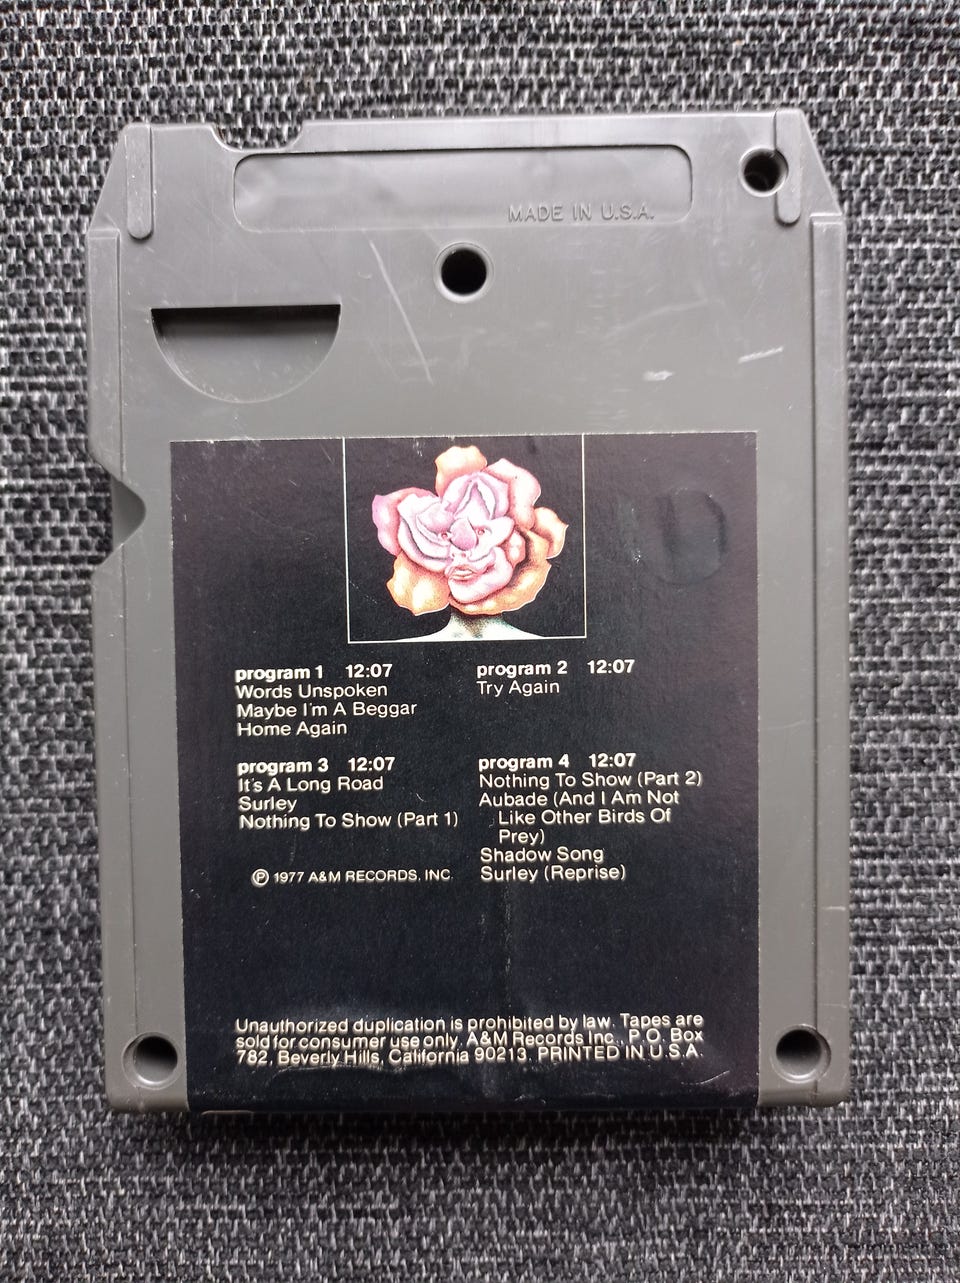 MADE IN U.S.A.
program 1 12:07
Words Unspoken
Maybe I'm A Beggar
Home Again
program 2 12:07
Try Again
program 3 12:07
It's A Long Road
Surley
Nothing To Show (Part 1)
program 4 12:07
Nothing To Show (Part 2)
Aubade (And I Am Not
Like Other Birds Of
Prey)
Shadow Song
Surley (Reprise)
℗ 1977 A&M RECORDS, INC.
Unauthorized duplication is prohibited by law. Tapes are
sold for consumer use only. A&M Records Inc., P.O. Box
782, Beverly Hills, California 90213. PRINTED IN U.S.A.